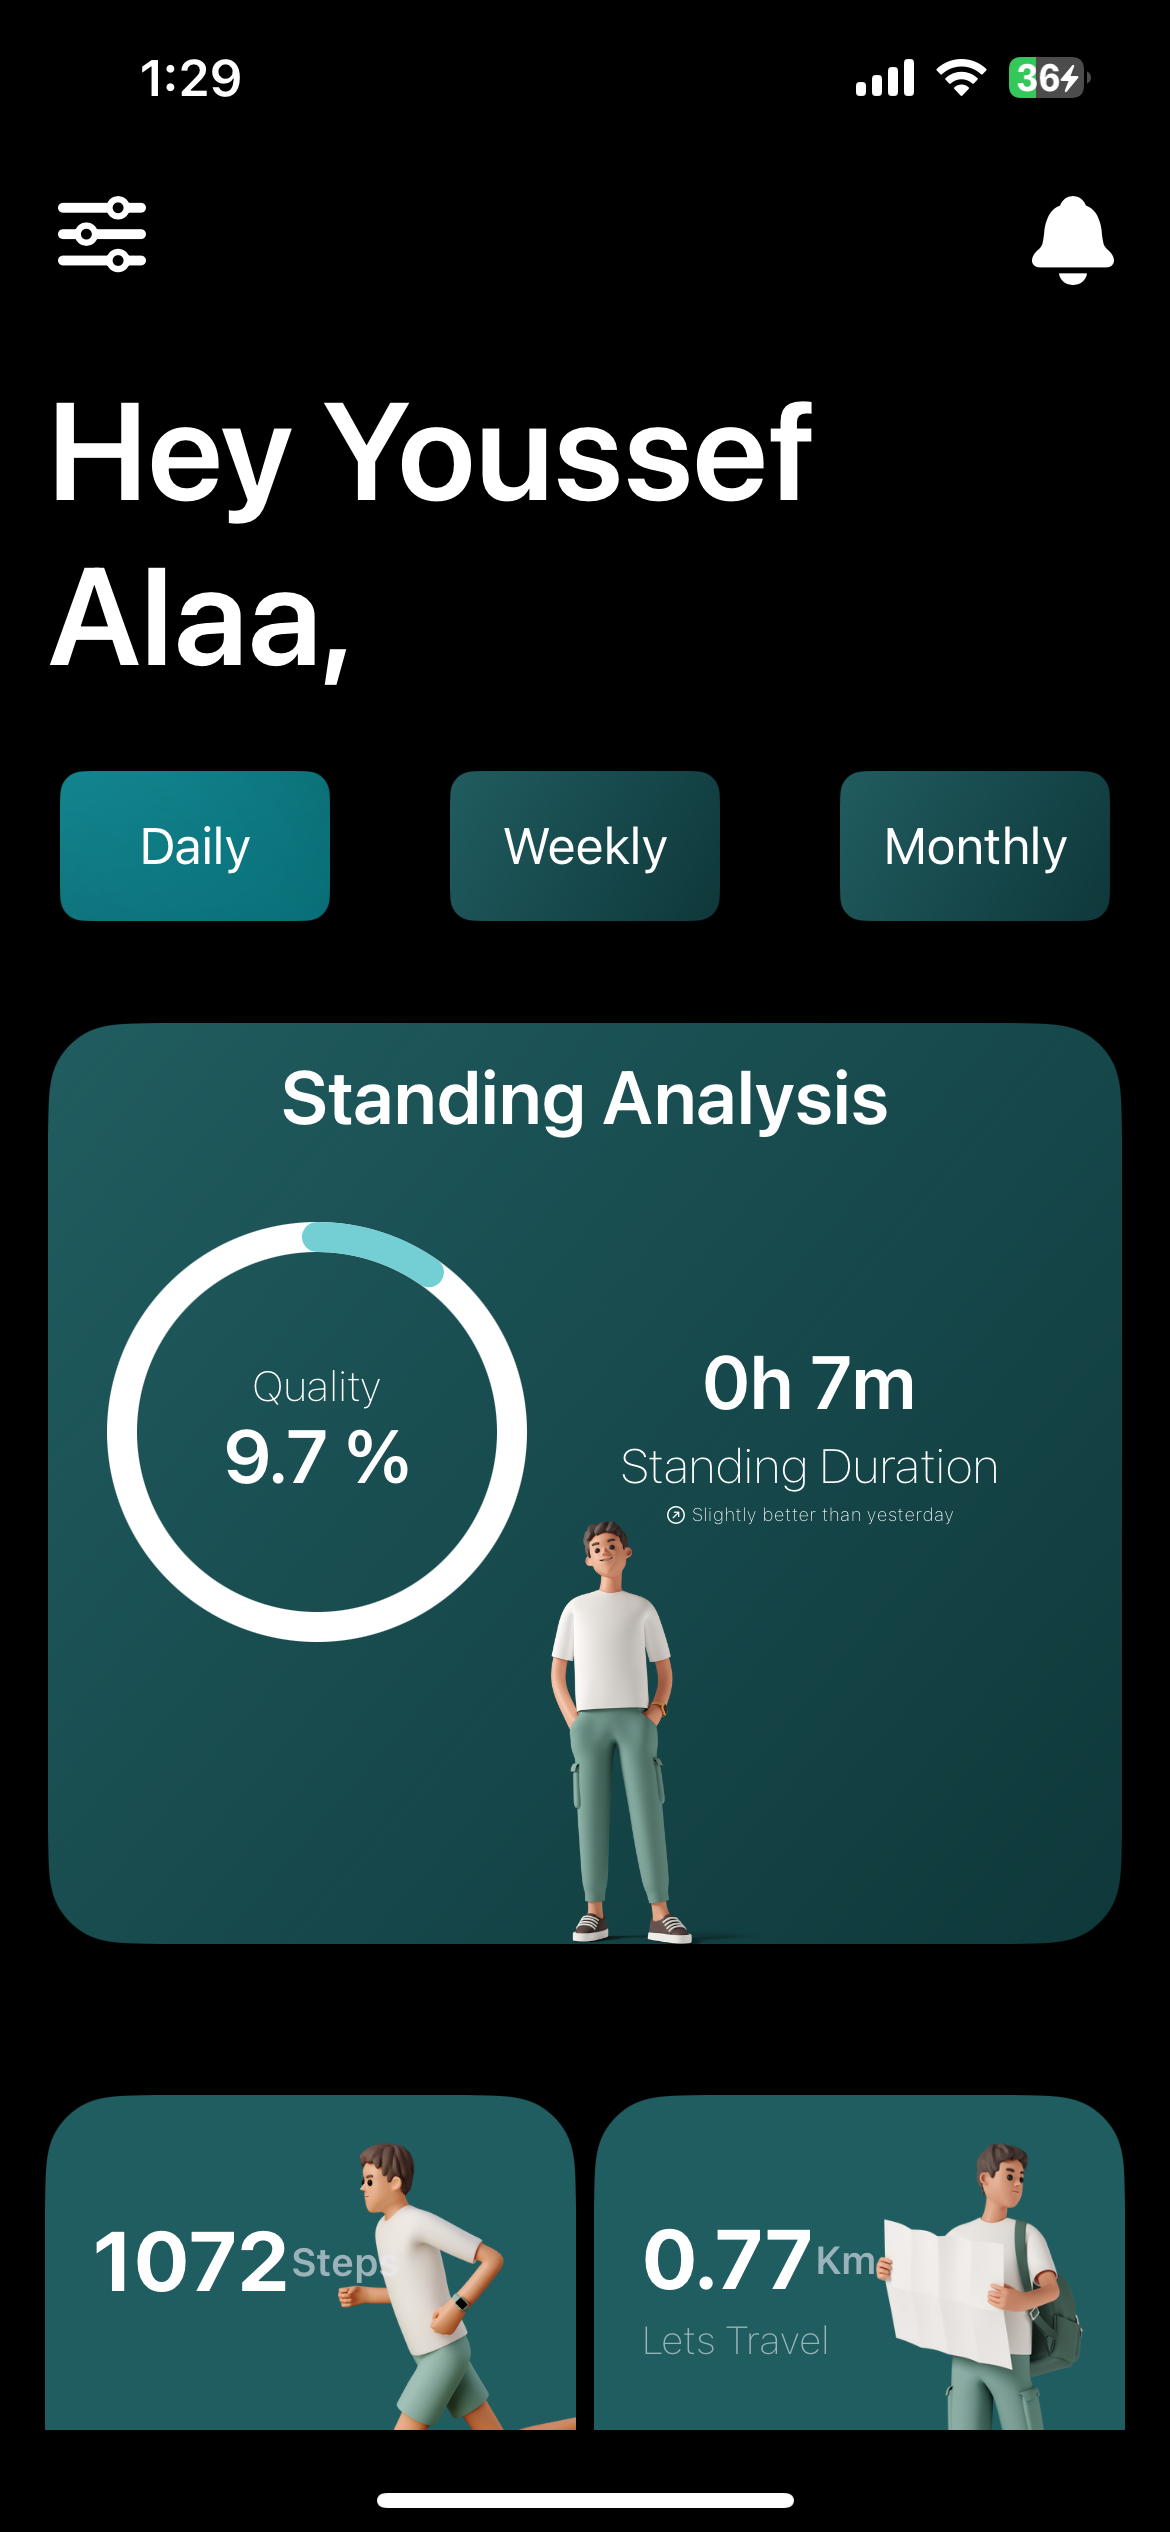 1:29
36
Hey Youssef
Alaa,
Daily
Weekly
Monthly
Standing Analysis
Quality
9.7 %
0h 7m
Standing Duration
Slightly better than yesterday
1072 Steps
0.77 Km
Lets Travel